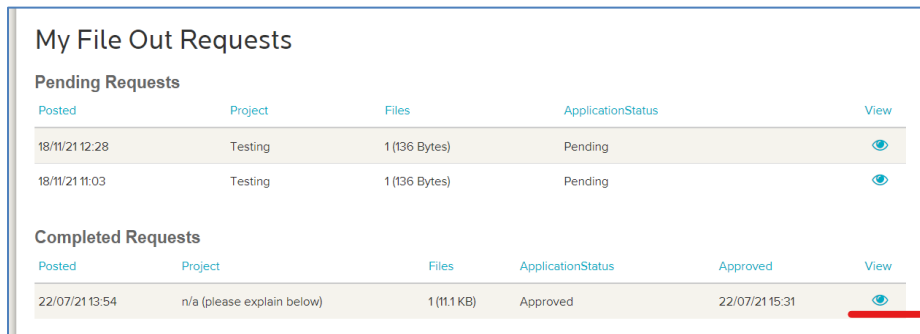 My File Out Requests
Pending Requests
Posted Project Files ApplicationStatus View
18/11/21 12:28 Testing 1 (136 Bytes) Pending
18/11/21 11:03 Testing 1 (136 Bytes) Pending
Completed Requests
Posted Project Files ApplicationStatus Approved View
22/07/21 13:54 n/a (please explain below) 1 (11.1 KB) Approved 22/07/21 15:31